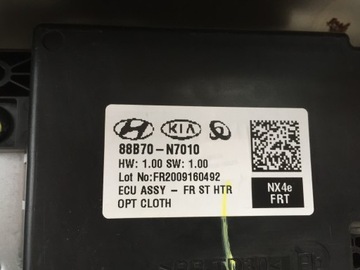 KIA
88B70-N7010
HW: 1.00 SW: 1.00
Lot No:FR2009160492
ECU ASSY - FR ST HTR
OPT CLOTH
NX4e
FRT